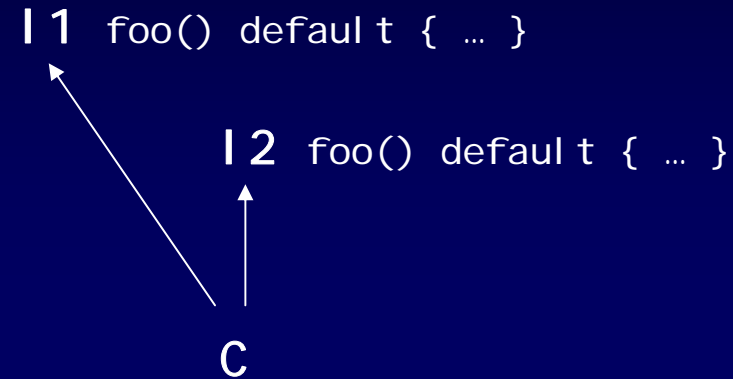 I1 foo() default { … }
I2 foo() default { … }
C